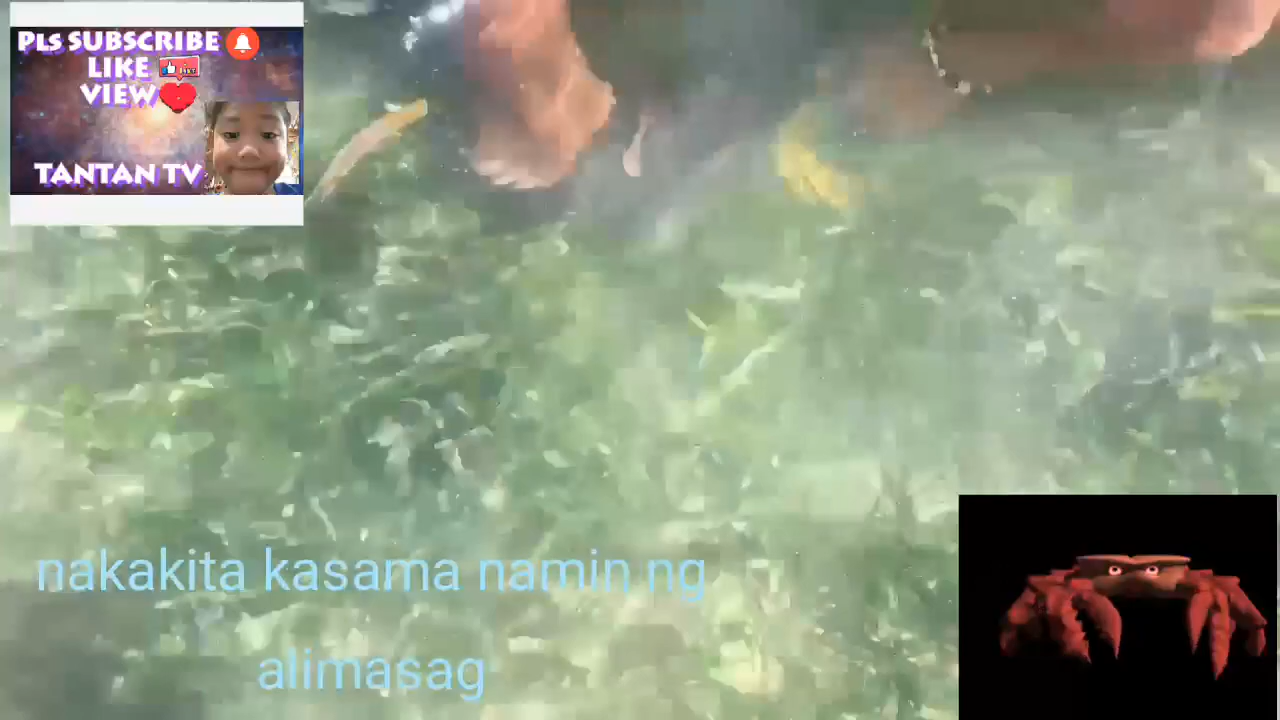 PLS SUBSCRIBE
LIKE
VIEW
TANTAN TV
nakakita kasama namin ng
alimasag